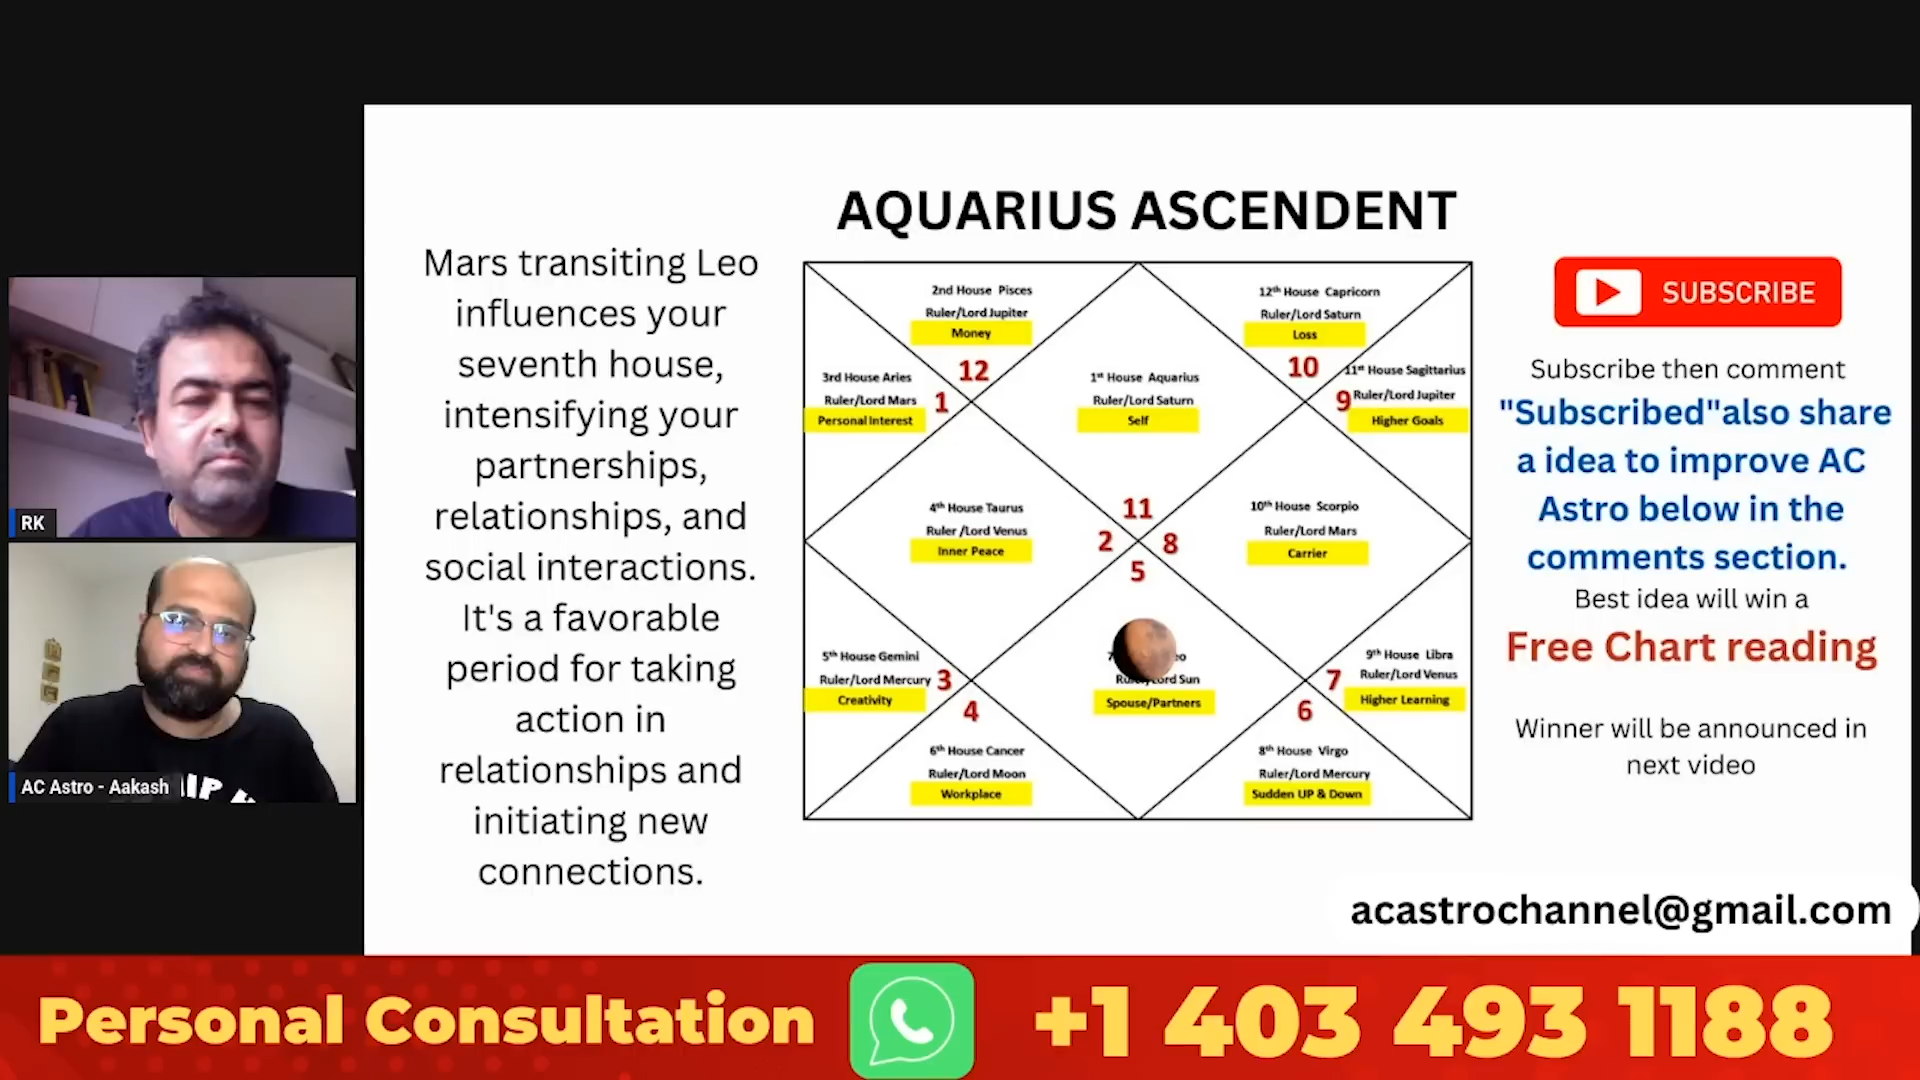 AQUARIUS ASCENDENT
Mars transiting Leo
influences your
seventh house,
intensifying your
partnerships,
relationships, and
social interactions.
It's a favorable
period for taking
action in
relationships and
initiating new
connections.
2nd House Pisces
Ruler/Lord Jupiter
Money
12
12th House Capricorn
Ruler/Lord Saturn
Loss
10
3rd House Aries
Ruler/Lord Mars
Personal Interest
1
1st House Aquarius
Ruler/Lord Saturn
Self
11th House Sagittarius
Ruler/Lord Jupiter
Higher Goals
9
4th House Taurus
Ruler /Lord Venus
Inner Peace
11
2
8
5
10th House Scorpio
Ruler/Lord Mars
Carrier
5th House Gemini
Ruler/Lord Mercury
Creativity
3
Lord Sun
Spouse/Partners
9th House Libra
Ruler/Lord Venus
Higher Learning
7
4
6th House Cancer
Ruler/Lord Moon
Workplace
6
8th House Virgo
Ruler/Lord Mercury
Sudden UP & Down
SUBSCRIBE
Subscribe then comment
"Subscribed"also share
a idea to improve AC
Astro below in the
comments section.
Best idea will win a
Free Chart reading
Winner will be announced in
next video
acastrochannel@gmail.com
RK
AC Astro - Aakash
Personal Consultation
+1 403 493 1188